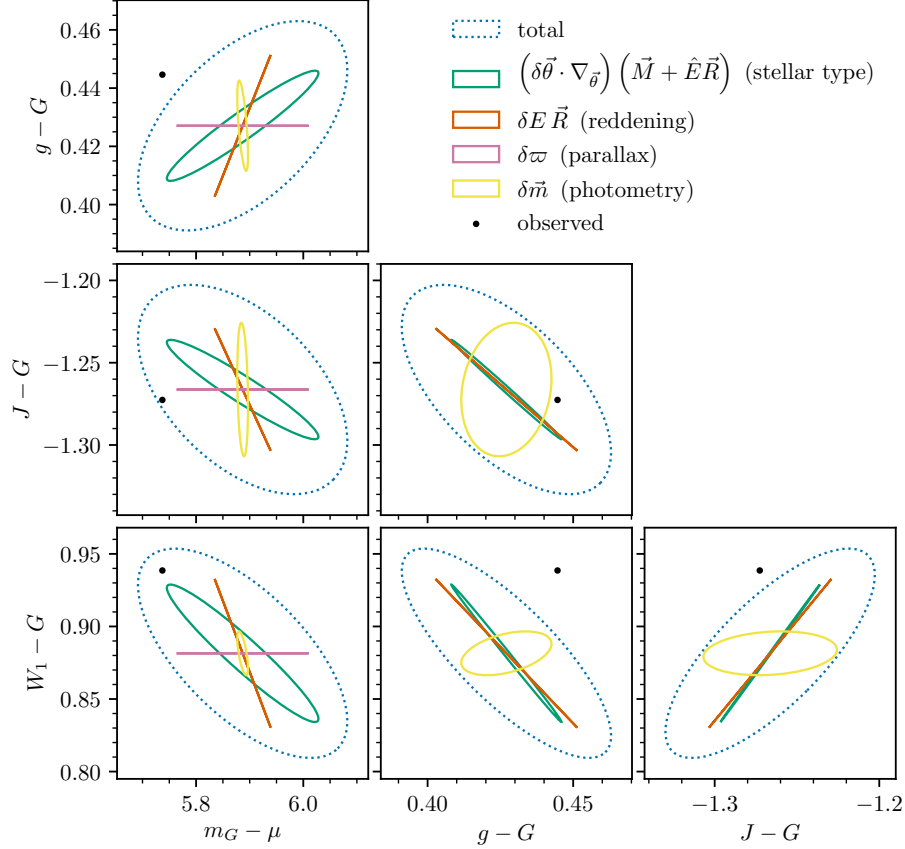 0.46
0.44
0.42
0.40
g − G
total
(δθ⃗ · ∇_θ⃗) (M⃗ + ÊR⃗) (stellar type)
δE R⃗ (reddening)
δϖ (parallax)
δm⃗ (photometry)
observed
−1.20
−1.25
−1.30
J − G
0.95
0.90
0.85
0.80
W₁ − G
5.8 6.0
0.40 0.45
−1.3 −1.2
m_G − μ
g − G
J − G